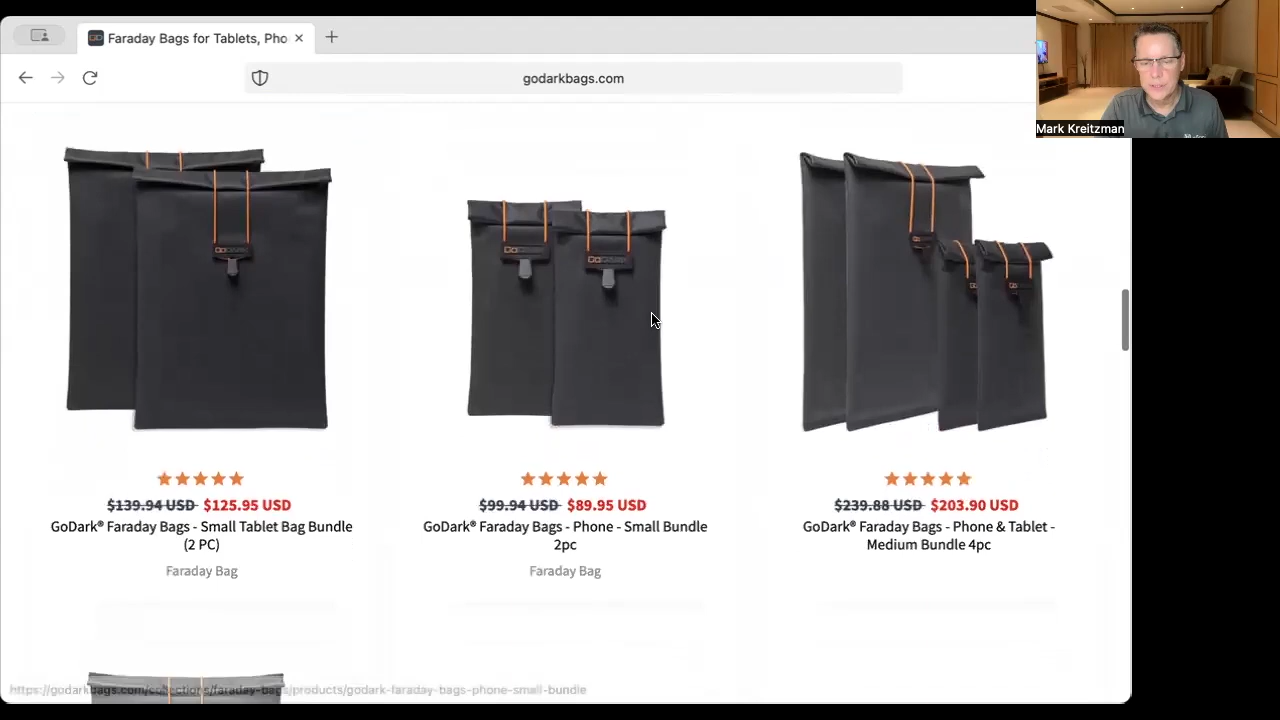 Faraday Bags for Tablets, Pho
godarkbags.com
Mark Kreitzman
$139.94 USD $125.95 USD
GoDark® Faraday Bags - Small Tablet Bag Bundle
(2 PC)
Faraday Bag
$99.94 USD $89.95 USD
GoDark® Faraday Bags - Phone - Small Bundle
2pc
Faraday Bag
$239.88 USD $203.90 USD
GoDark® Faraday Bags - Phone & Tablet -
Medium Bundle 4pc
https://godarkbags.com/collections/faraday-bags/products/godark-faraday-bags-phone-small-bundle